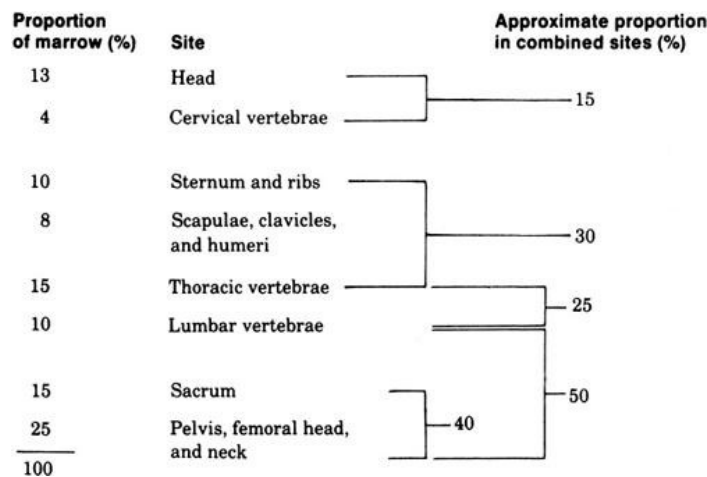 Proportion
of marrow (%) Site
Approximate proportion
in combined sites (%)
13 Head
15
4 Cervical vertebrae
10 Sternum and ribs
8 Scapulae, clavicles,
and humeri
30
15 Thoracic vertebrae
25
10 Lumbar vertebrae
15 Sacrum
50
25 Pelvis, femoral head,
and neck
40
100